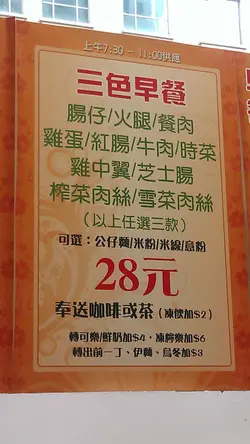 上午7:30 - 11:00供應
三色早餐
腸仔/火腿/餐肉
雞蛋/紅腸/牛肉/時菜
雞中翼/芝士腸
榨菜肉絲/雪菜肉絲
(以上任選三款)
可選：公仔麵/米粉/米線/意粉
28元
奉送咖啡或茶 (凍飲加$2)
轉可樂/鮮奶加$4，凍檸樂加$6
轉出前一丁、伊麵、烏冬加$3